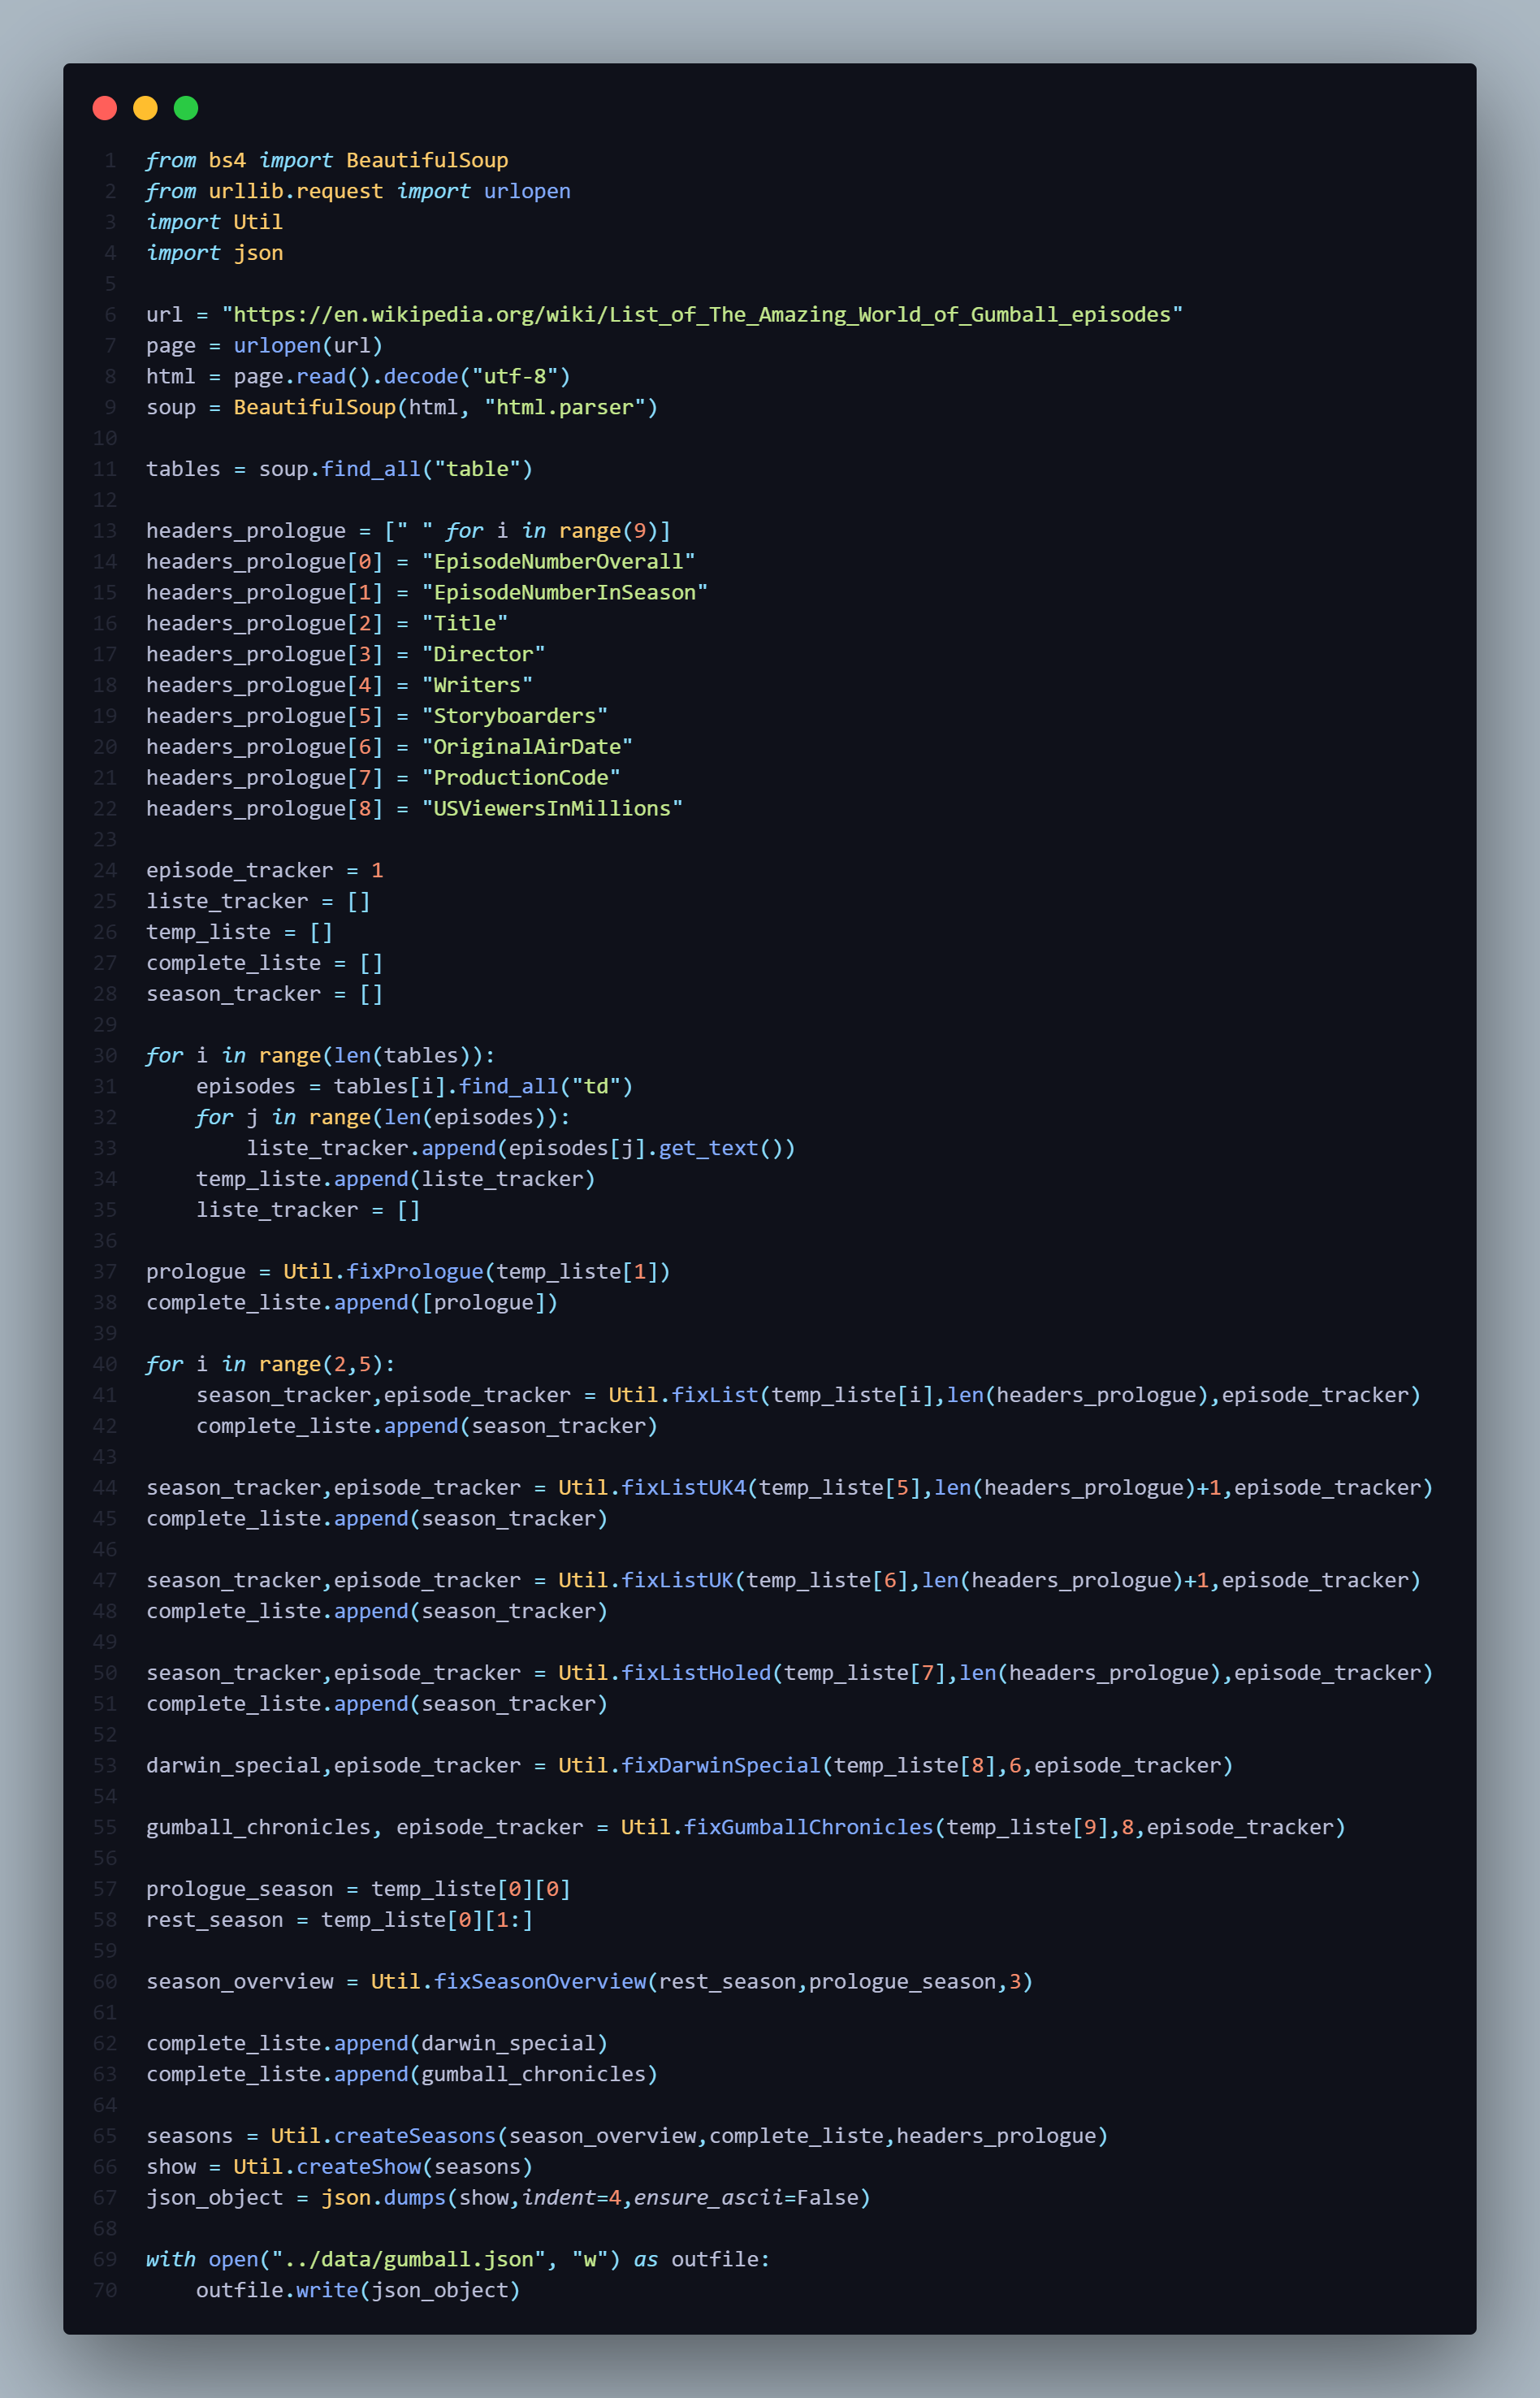 1 from bs4 import BeautifulSoup
2 from urllib.request import urlopen
3 import Util
4 import json
5
6 url = "https://en.wikipedia.org/wiki/List_of_The_Amazing_World_of_Gumball_episodes"
7 page = urlopen(url)
8 html = page.read().decode("utf-8")
9 soup = BeautifulSoup(html, "html.parser")
10
11 tables = soup.find_all("table")
12
13 headers_prologue = [" " for i in range(9)]
14 headers_prologue[0] = "EpisodeNumberOverall"
15 headers_prologue[1] = "EpisodeNumberInSeason"
16 headers_prologue[2] = "Title"
17 headers_prologue[3] = "Director"
18 headers_prologue[4] = "Writers"
19 headers_prologue[5] = "Storyboarders"
20 headers_prologue[6] = "OriginalAirDate"
21 headers_prologue[7] = "ProductionCode"
22 headers_prologue[8] = "USViewersInMillions"
23
24 episode_tracker = 1
25 liste_tracker = []
26 temp_liste = []
27 complete_liste = []
28 season_tracker = []
29
30 for i in range(len(tables)):
31     episodes = tables[i].find_all("td")
32     for j in range(len(episodes)):
33         liste_tracker.append(episodes[j].get_text())
34     temp_liste.append(liste_tracker)
35     liste_tracker = []
36
37 prologue = Util.fixPrologue(temp_liste[1])
38 complete_liste.append([prologue])
39
40 for i in range(2,5):
41     season_tracker,episode_tracker = Util.fixList(temp_liste[i],len(headers_prologue),episode_tracker)
42     complete_liste.append(season_tracker)
43
44 season_tracker,episode_tracker = Util.fixListUK4(temp_liste[5],len(headers_prologue)+1,episode_tracker)
45 complete_liste.append(season_tracker)
46
47 season_tracker,episode_tracker = Util.fixListUK(temp_liste[6],len(headers_prologue)+1,episode_tracker)
48 complete_liste.append(season_tracker)
49
50 season_tracker,episode_tracker = Util.fixListHoled(temp_liste[7],len(headers_prologue),episode_tracker)
51 complete_liste.append(season_tracker)
52
53 darwin_special,episode_tracker = Util.fixDarwinSpecial(temp_liste[8],6,episode_tracker)
54
55 gumball_chronicles, episode_tracker = Util.fixGumballChronicles(temp_liste[9],8,episode_tracker)
56
57 prologue_season = temp_liste[0][0]
58 rest_season = temp_liste[0][1:]
59
60 season_overview = Util.fixSeasonOverview(rest_season,prologue_season,3)
61
62 complete_liste.append(darwin_special)
63 complete_liste.append(gumball_chronicles)
64
65 seasons = Util.createSeasons(season_overview,complete_liste,headers_prologue)
66 show = Util.createShow(seasons)
67 json_object = json.dumps(show,indent=4,ensure_ascii=False)
68
69 with open("../data/gumball.json", "w") as outfile:
70     outfile.write(json_object)